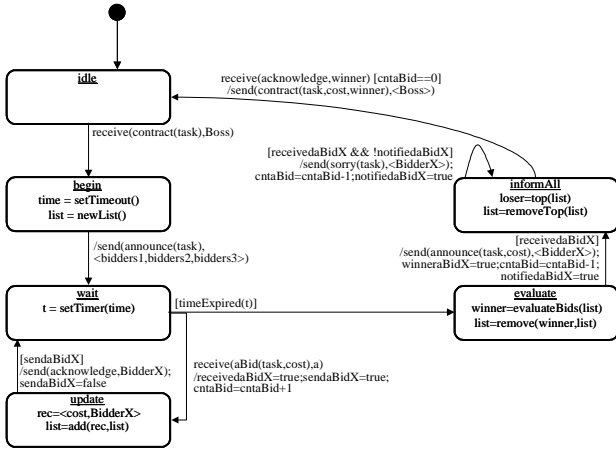 idle
receive(acknowledge,winner) [cntaBid==0]
/send(contract(task,cost,winner),<Boss>)
receive(contract(task),Boss)
[receivedaBidX && !notifiedaBidX]
/send(sorry(task),<BidderX>);
cntaBid=cntaBid-1;notifiedaBidX=true
begin
time = setTimeout()
list = newList()
informAll
loser=top(list)
list=removeTop(list)
/send(announce(task),
<bidders1,bidders2,bidders3>)
[receivedaBidX]
/send(announce(task,cost),<BidderX>);
winneraBidX=true;cntaBid=cntaBid-1;
notifiedaBidX=true
wait
t = setTimer(time)
[timeExpired(t)]
evaluate
winner=evaluateBids(list)
list=remove(winner,list)
[sendaBidX]
/send(acknowledge,BidderX);
sendaBidX=false
receive(aBid(task,cost),a)
/receivedaBidX=true;sendaBidX=true;
cntaBid=cntaBid+1
update
rec=<cost,BidderX>
list=add(rec,list)